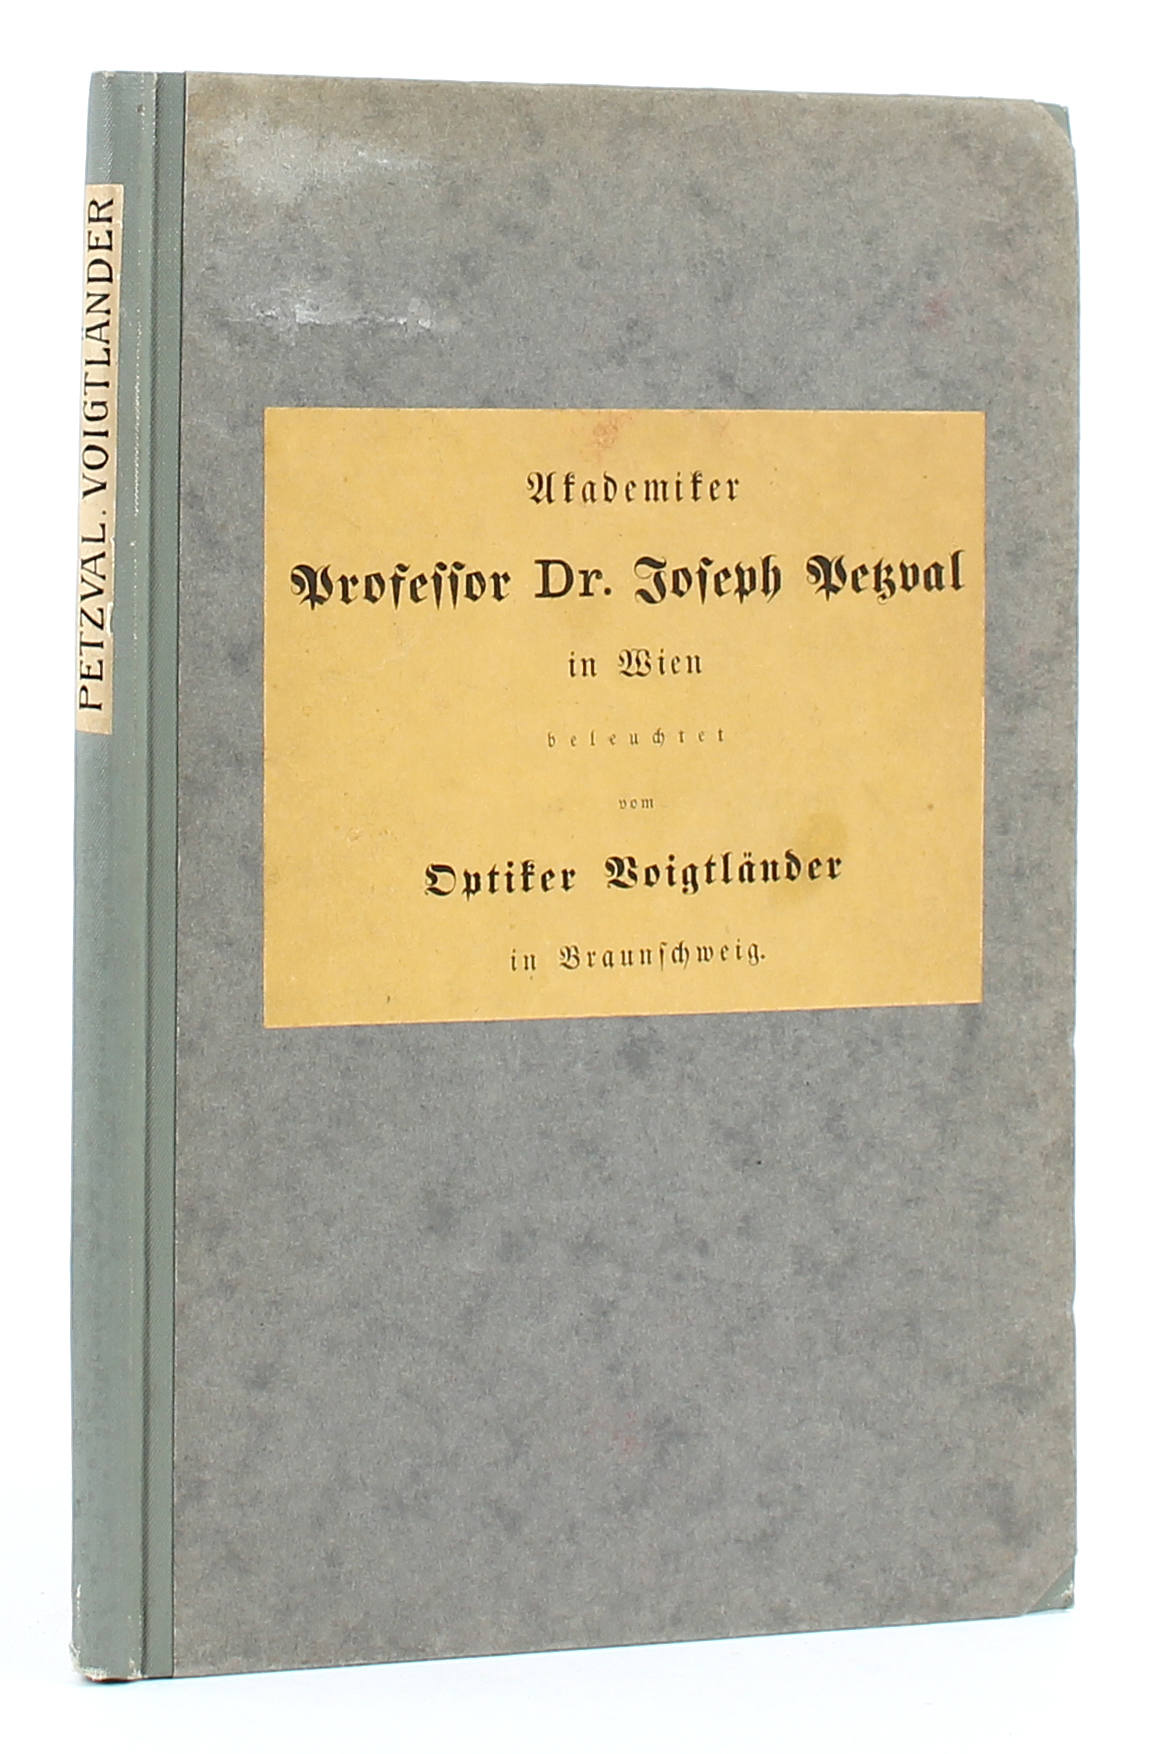 PETZVAL. VOIGTLÄNDER
Akademiker
Profeſſor Dr. Joſeph Petzval
in Wien
beleuchtet
vom
Optiker Voigtländer
in Braunſchweig.